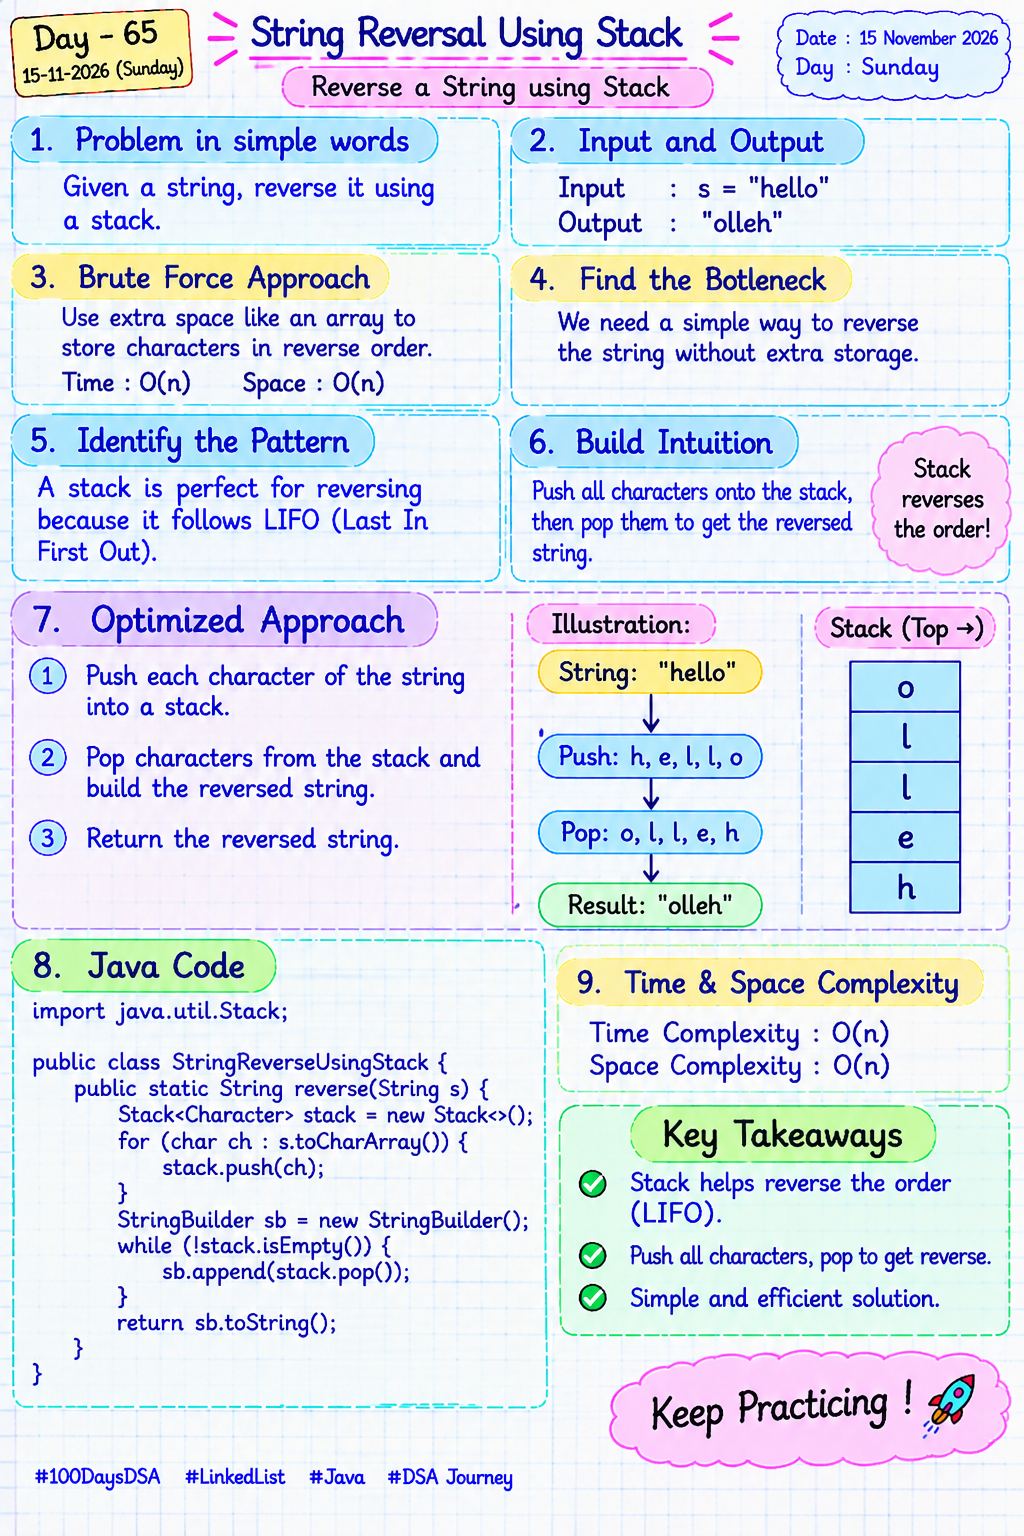 Day - 65
15-11-2026 (Sunday)
String Reversal Using Stack
Reverse a String using Stack
Date : 15 November 2026
Day : Sunday
1. Problem in simple words
Given a string, reverse it using
a stack.
2. Input and Output
Input : s = "hello"
Output : "olleh"
3. Brute Force Approach
Use extra space like an array to
store characters in reverse order.
Time : O(n) Space : O(n)
4. Find the Botleneck
We need a simple way to reverse
the string without extra storage.
5. Identify the Pattern
A stack is perfect for reversing
because it follows LIFO (Last In
First Out).
6. Build Intuition
Push all characters onto the stack,
then pop them to get the reversed
string.
Stack
reverses
the order!
7. Optimized Approach
1 Push each character of the string
into a stack.
2 Pop characters from the stack and
build the reversed string.
3 Return the reversed string.
Illustration:
String: "hello"
Push: h, e, l, l, o
Pop: o, l, l, e, h
Result: "olleh"
Stack (Top →)
o
l
l
e
h
8. Java Code
import java.util.Stack;
public class StringReverseUsingStack {
public static String reverse(String s) {
Stack<Character> stack = new Stack<>();
for (char ch : s.toCharArray()) {
stack.push(ch);
}
StringBuilder sb = new StringBuilder();
while (!stack.isEmpty()) {
sb.append(stack.pop());
}
return sb.toString();
}
}
9. Time & Space Complexity
Time Complexity : O(n)
Space Complexity : O(n)
Key Takeaways
Stack helps reverse the order
(LIFO).
Push all characters, pop to get reverse.
Simple and efficient solution.
Keep Practicing !
#100DaysDSA #LinkedList #Java #DSA Journey